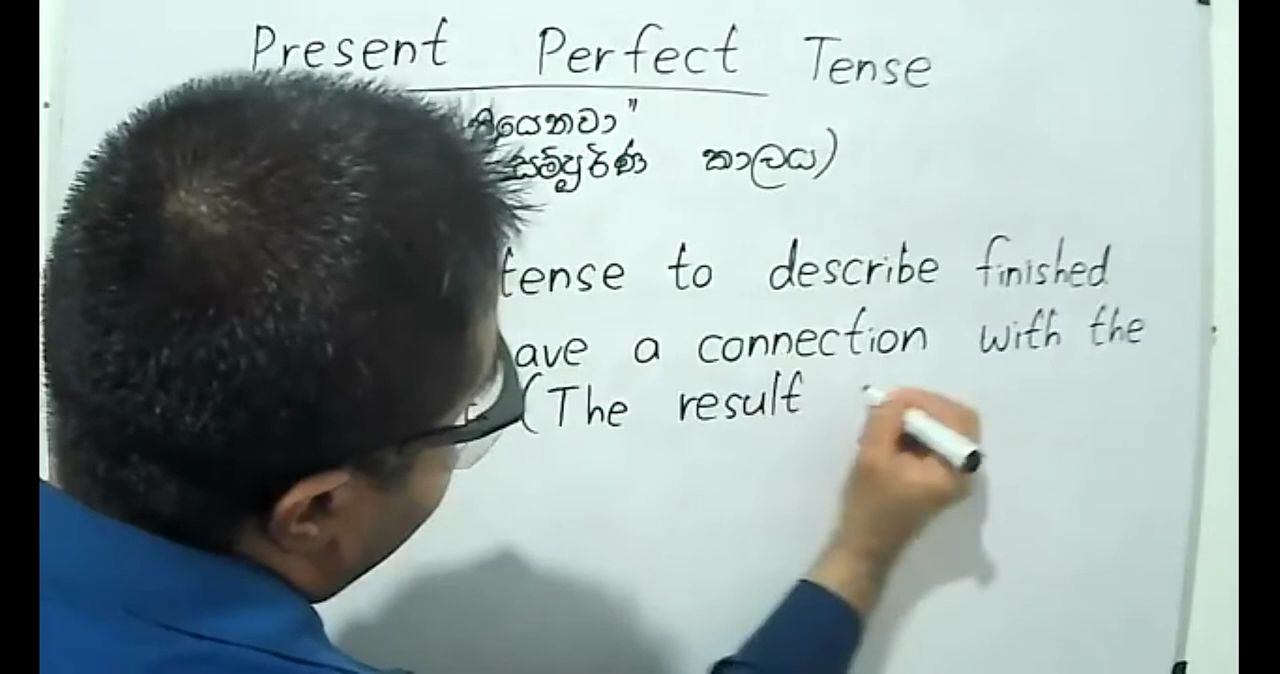 Present Perfect Tense
තියෙනවා"
සම්පූර්ණ කාලය)
tense to describe finished
ave a connection with the
(The result